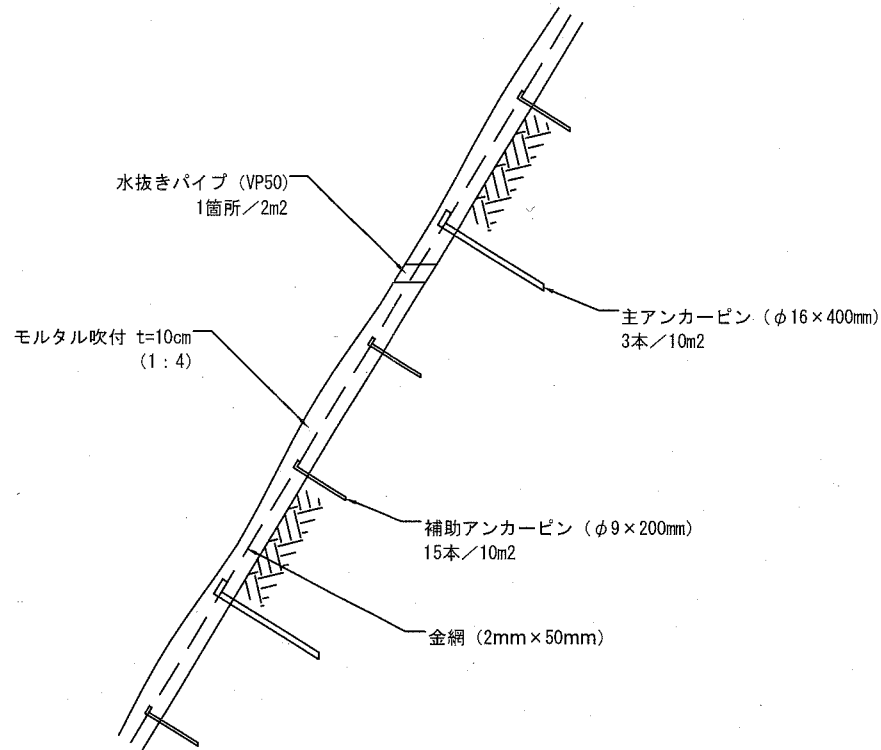 水抜きパイプ (VP50)
1箇所／2m2
主アンカーピン (φ16×400mm)
3本／10m2
モルタル吹付 t=10cm
(1：4)
補助アンカーピン (φ9×200mm)
15本／10m2
金網 (2mm×50mm)